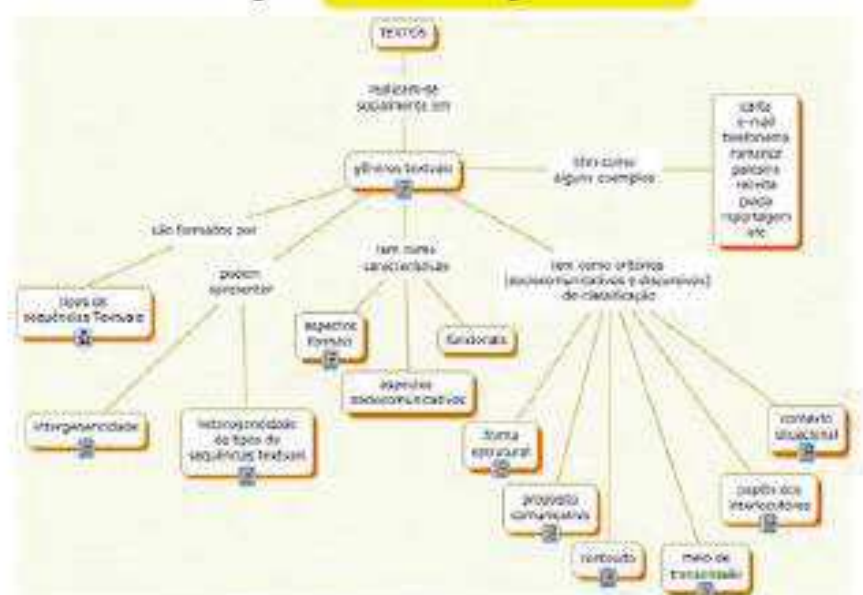 TEXTOS
realizam-se
socialmente em
gêneros textuais
têm como
alguns exemplos
carta
e-mail
telefonema
romance
parceira
receita
piada
reportagem
etc
são formados por
podem
apresentar
tem como
características
tem como critérios
(sociocomunicativos e discursivos)
de classificação
tipos de
sequências Textuais
aspectos
formais
funcionais
aspectos
sociocomunicativos
intergenericidade
heterogeneidade
de tipos de
sequências textuais
forma
estrutural
propósito
comunicativo
conteúdo
meio de
transmissão
papéis dos
interlocutores
contexto
situacional